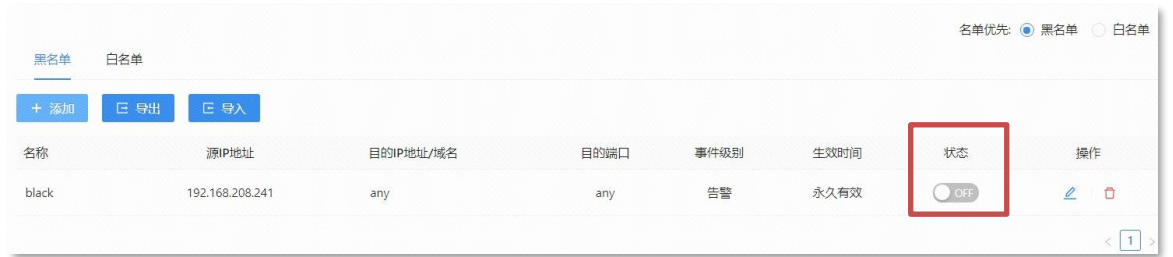 名单优先: 黑名单 白名单
黑名单 白名单
+ 添加 导出 导入
名称 源IP地址 目的IP地址/域名 目的端口 事件级别 生效时间 状态 操作
black 192.168.208.241 any any 告警 永久有效 OFF
< 1 >